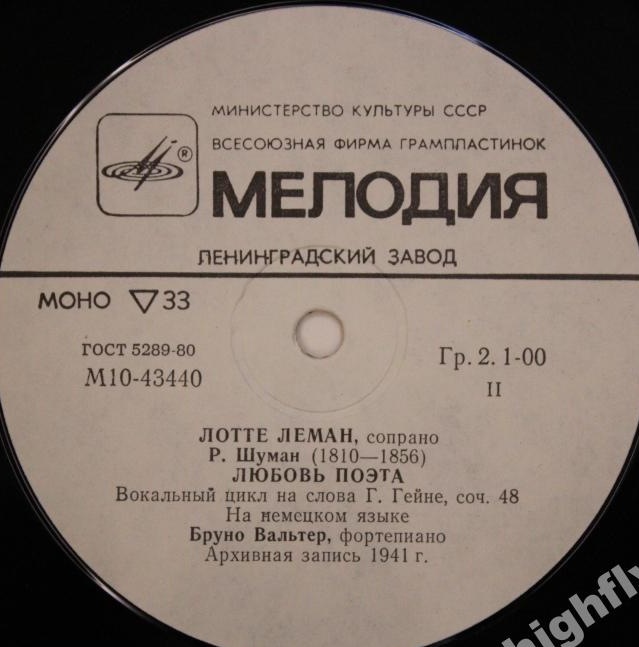 МИНИСТЕРСТВО КУЛЬТУРЫ СССР
ВСЕСОЮЗНАЯ ФИРМА ГРАМПЛАСТИНОК
®
МЕЛОДИЯ
ЛЕНИНГРАДСКИЙ ЗАВОД
МОНО ▽ 33
ГОСТ 5289-80
М10-43440
Гр. 2. 1-00
II
ЛОТТЕ ЛЕМАН, сопрано
Р. Шуман (1810—1856)
ЛЮБОВЬ ПОЭТА
Вокальный цикл на слова Г. Гейне, соч. 48
На немецком языке
Бруно Вальтер, фортепиано
Архивная запись 1941 г.